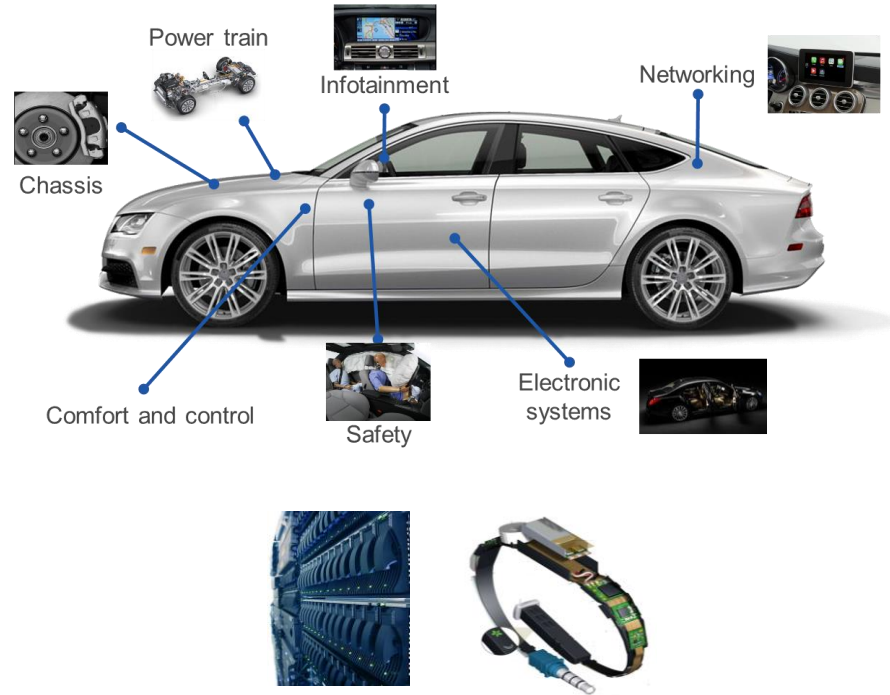 Power train
Infotainment
Networking
Chassis
Comfort and control
Safety
Electronic
systems